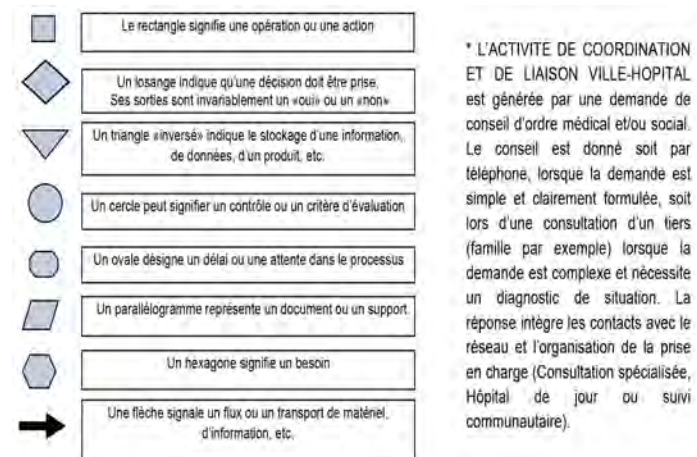 Le rectangle signifie une opération ou une action
Un losange indique qu'une décision doit être prise.
Ses sorties sont invariablement un «oui» ou un «non»
Un triangle «inversé» indique le stockage d'une information,
de données, d'un produit, etc.
Un cercle peut signifier un contrôle ou un critère d'évaluation
Un ovale désigne un délai ou une attente dans le processus
Un parallélogramme représente un document ou un support.
Un hexagone signifie un besoin
Une flèche signale un flux ou un transport de matériel,
d'information, etc.
* L'ACTIVITE DE COORDINATION
ET DE LIAISON VILLE-HOPITAL
est générée par une demande de
conseil d'ordre médical et/ou social.
Le conseil est donné soit par
téléphone, lorsque la demande est
simple et clairement formulée, soit
lors d'une consultation d'un tiers
(famille par exemple) lorsque la
demande est complexe et nécessite
un diagnostic de situation. La
réponse intègre les contacts avec le
réseau et l'organisation de la prise
en charge (Consultation spécialisée,
Hôpital de jour ou suivi
communautaire).